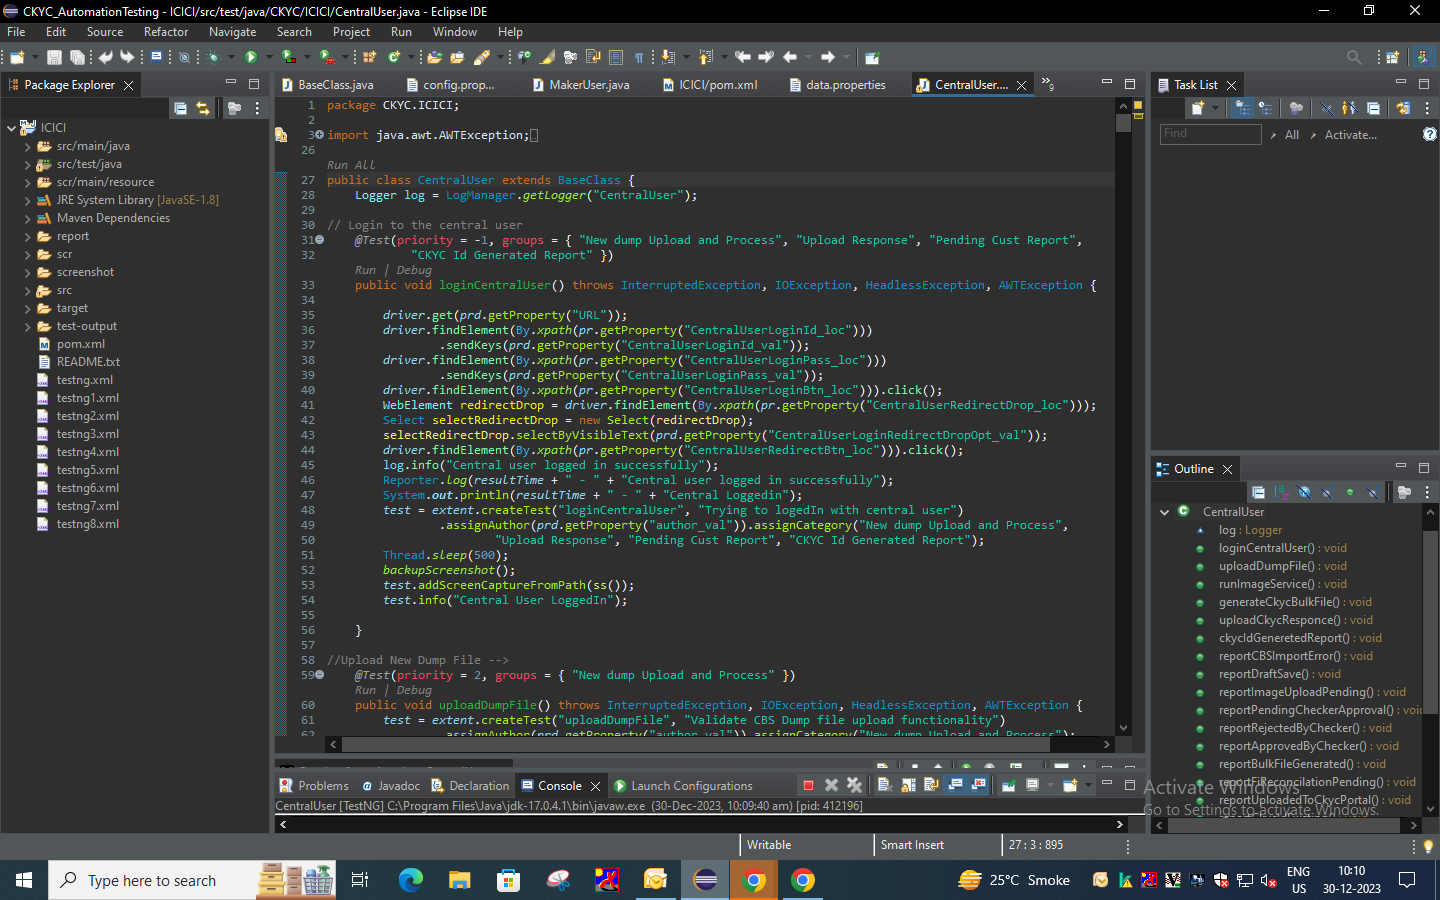 CKYC_AutomationTesting - ICICI/src/test/java/CKYC/ICICI/CentralUser.java - Eclipse IDE
File Edit Source Refactor Navigate Search Project Run Window Help
Package Explorer
ICICI
src/main/java
src/test/java
scr/main/resource
JRE System Library [JavaSE-1.8]
Maven Dependencies
report
scr
screenshot
src
target
test-output
pom.xml
README.txt
testng.xml
testng1.xml
testng2.xml
testng3.xml
testng4.xml
testng5.xml
testng6.xml
testng7.xml
testng8.xml
BaseClass.java config.prop... MakerUser.java ICICI/pom.xml data.properties CentralUser.... »9
1 package CKYC.ICICI;
2
3 import java.awt.AWTException;
26
Run All
27 public class CentralUser extends BaseClass {
28 Logger log = LogManager.getLogger("CentralUser");
29
30 // Login to the central user
31 @Test(priority = -1, groups = { "New dump Upload and Process", "Upload Response", "Pending Cust Report",
32 "CKYC Id Generated Report" })
Run | Debug
33 public void loginCentralUser() throws InterruptedException, IOException, HeadlessException, AWTException {
34
35 driver.get(prd.getProperty("URL"));
36 driver.findElement(By.xpath(pr.getProperty("CentralUserLoginId_loc")))
37 .sendKeys(prd.getProperty("CentralUserLoginId_val"));
38 driver.findElement(By.xpath(pr.getProperty("CentralUserLoginPass_loc")))
39 .sendKeys(prd.getProperty("CentralUserLoginPass_val"));
40 driver.findElement(By.xpath(pr.getProperty("CentralUserLoginBtn_loc"))).click();
41 WebElement redirectDrop = driver.findElement(By.xpath(pr.getProperty("CentralUserRedirectDrop_loc")));
42 Select selectRedirectDrop = new Select(redirectDrop);
43 selectRedirectDrop.selectByVisibleText(prd.getProperty("CentralUserLoginRedirectDropOpt_val"));
44 driver.findElement(By.xpath(pr.getProperty("CentralUserRedirectBtn_loc"))).click();
45 log.info("Central user logged in successfully");
46 Reporter.log(resultTime + " - " + "Central user logged in successfully");
47 System.out.println(resultTime + " - " + "Central Loggedin");
48 test = extent.createTest("loginCentralUser", "Trying to logedIn with central user")
49 .assignAuthor(prd.getProperty("author_val")).assignCategory("New dump Upload and Process",
50 "Upload Response", "Pending Cust Report", "CKYC Id Generated Report");
51 Thread.sleep(500);
52 backupScreenshot();
53 test.addScreenCaptureFromPath(ss());
54 test.info("Central User LoggedIn");
55
56 }
57
58 //Upload New Dump File -->
59 @Test(priority = 2, groups = { "New dump Upload and Process" })
Run | Debug
60 public void uploadDumpFile() throws InterruptedException, IOException, HeadlessException, AWTException {
61 test = extent.createTest("uploadDumpFile", "Validate CBS Dump file upload functionality")
62 .assignAuthor(prd.getProperty("author_val")).assignCategory("New dump Upload and Process");
Problems Javadoc Declaration Console Launch Configurations
CentralUser [TestNG] C:\Program Files\Java\jdk-17.0.4.1\bin\javaw.exe (30-Dec-2023, 10:09:40 am) [pid: 412196]
Task List
Find All Activate...
Outline
CentralUser
log : Logger
loginCentralUser() : void
uploadDumpFile() : void
runImageService() : void
generateCkycBulkFile() : void
uploadCkycResponce() : void
ckycIdGeneretedReport() : void
reportCBSImportError() : void
reportDraftSave() : void
reportImageUploadPending() : void
reportPendingCheckerApproval() : voi
reportRejectedByChecker() : void
reportApprovedByChecker() : void
reportBulkFileGenerated() : void
reportFiReconcilationPending() : void
reportUploadedToCkycPortal() : void
Activate Windows
Go to Settings to activate Windows.
Writable Smart Insert 27 : 3 : 895
Type here to search
25°C Smoke
ENG
US
10:10
30-12-2023